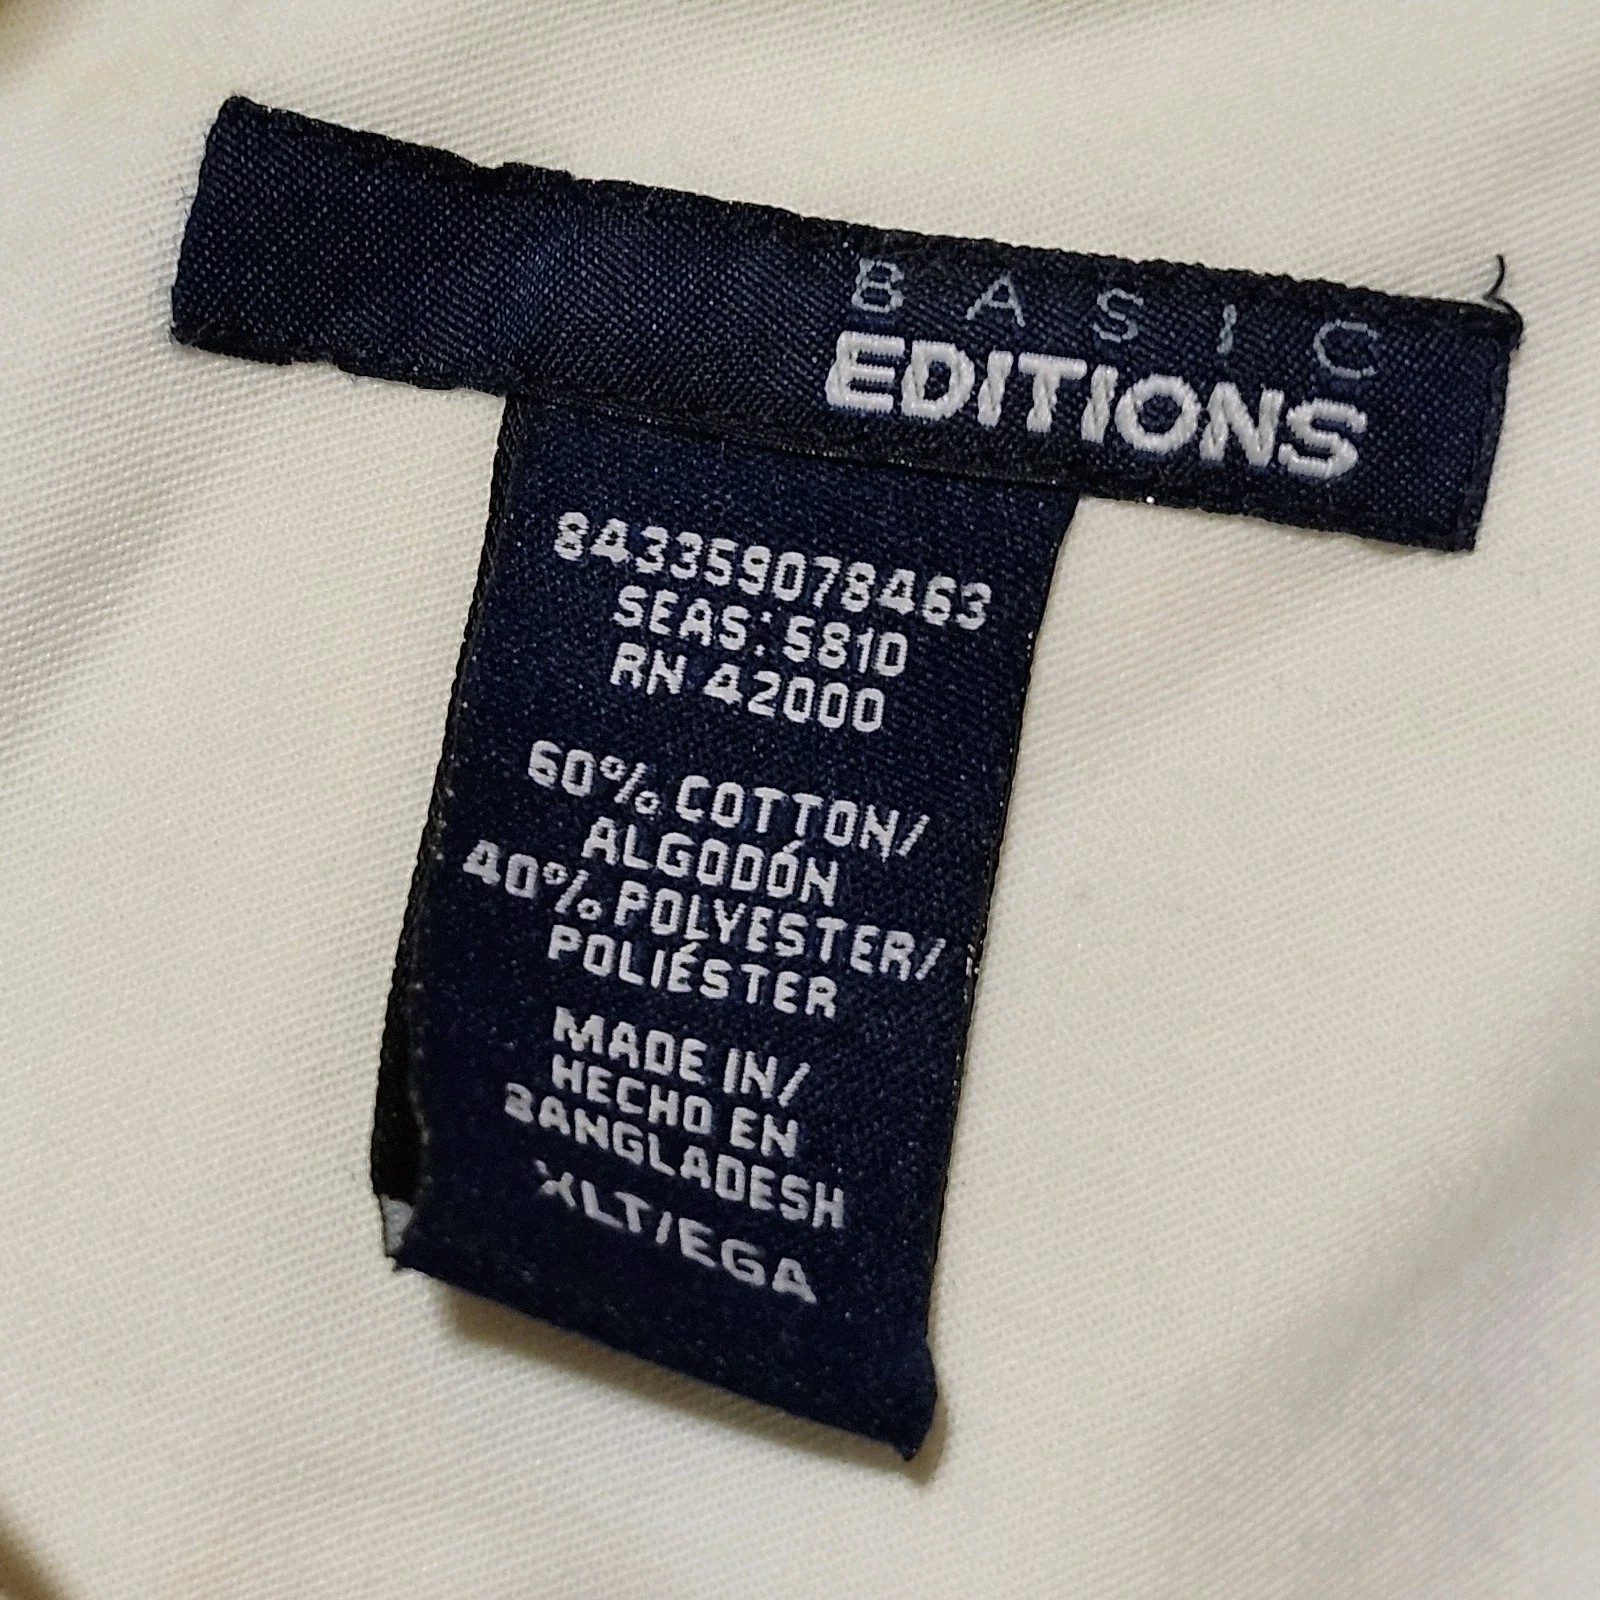 BASIC
EDITIONS
843359078463
SEAS: 5810
RN 42000
60% COTTON/
ALGODÓN
40% POLYESTER/
POLIÉSTER
MADE IN/
HECHO EN
BANGLADESH
XLT/EGA